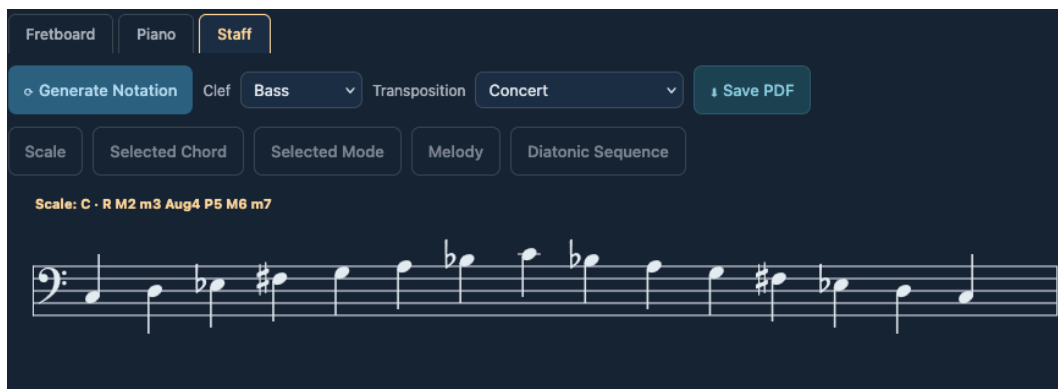 Fretboard Piano Staff
Generate Notation Clef Bass Transposition Concert Save PDF
Scale Selected Chord Selected Mode Melody Diatonic Sequence
Scale: C · R M2 m3 Aug4 P5 M6 m7